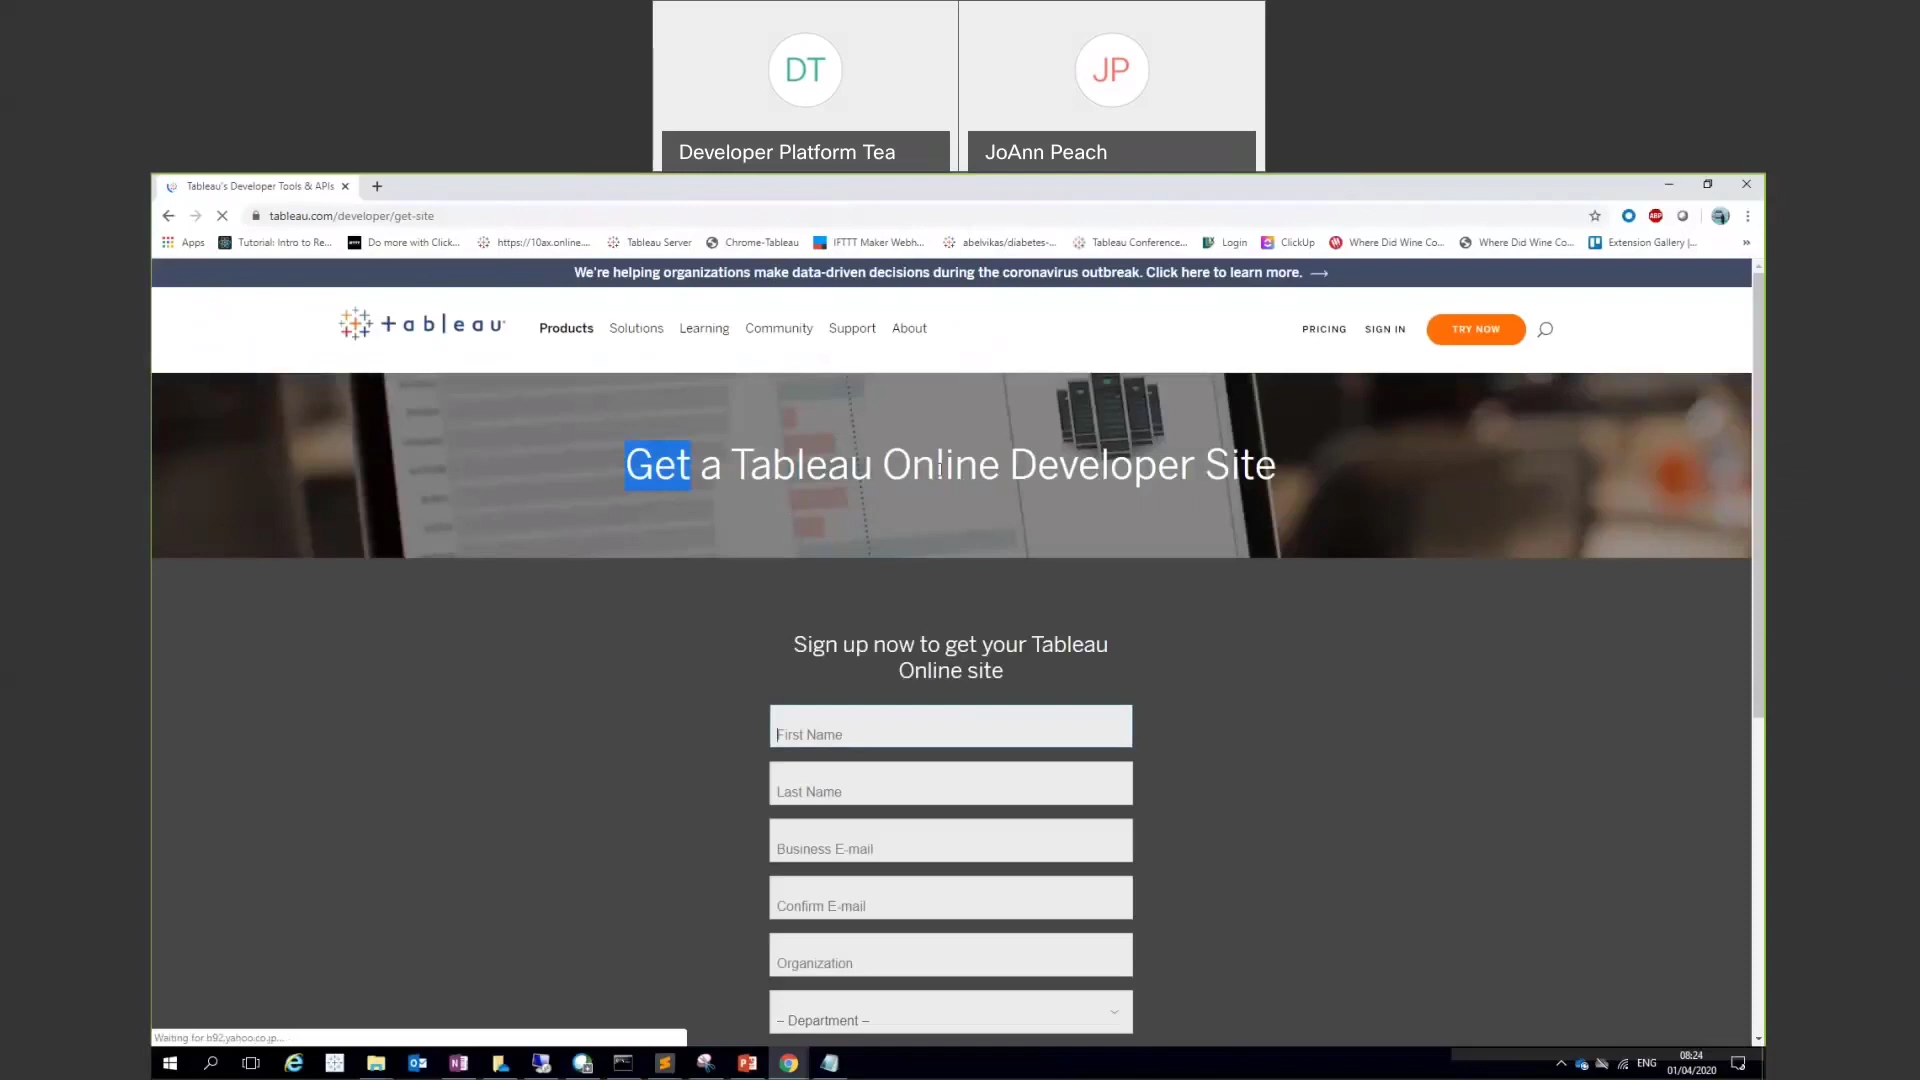 DT
JP
Developer Platform Tea
JoAnn Peach
Tableau's Developer Tools & APIs
tableau.com/developer/get-site
ABP
Apps
Tutorial: Intro to Re...
Do more with Click...
https://10ax.online....
Tableau Server
Chrome-Tableau
IFTTT Maker Webh...
abelvikas/diabetes-...
Tableau Conference...
Login
ClickUp
Where Did Wine Co...
Where Did Wine Co...
Extension Gallery |...
»
We're helping organizations make data-driven decisions during the coronavirus outbreak. Click here to learn more. →
+ableau
Products
Solutions
Learning
Community
Support
About
PRICING
SIGN IN
TRY NOW
Get a Tableau Online Developer Site
Sign up now to get your Tableau
Online site
First Name
Last Name
Business E-mail
Confirm E-mail
Organization
– Department –
Waiting for b92.yahoo.co.jp...
ENG
08:24
01/04/2020